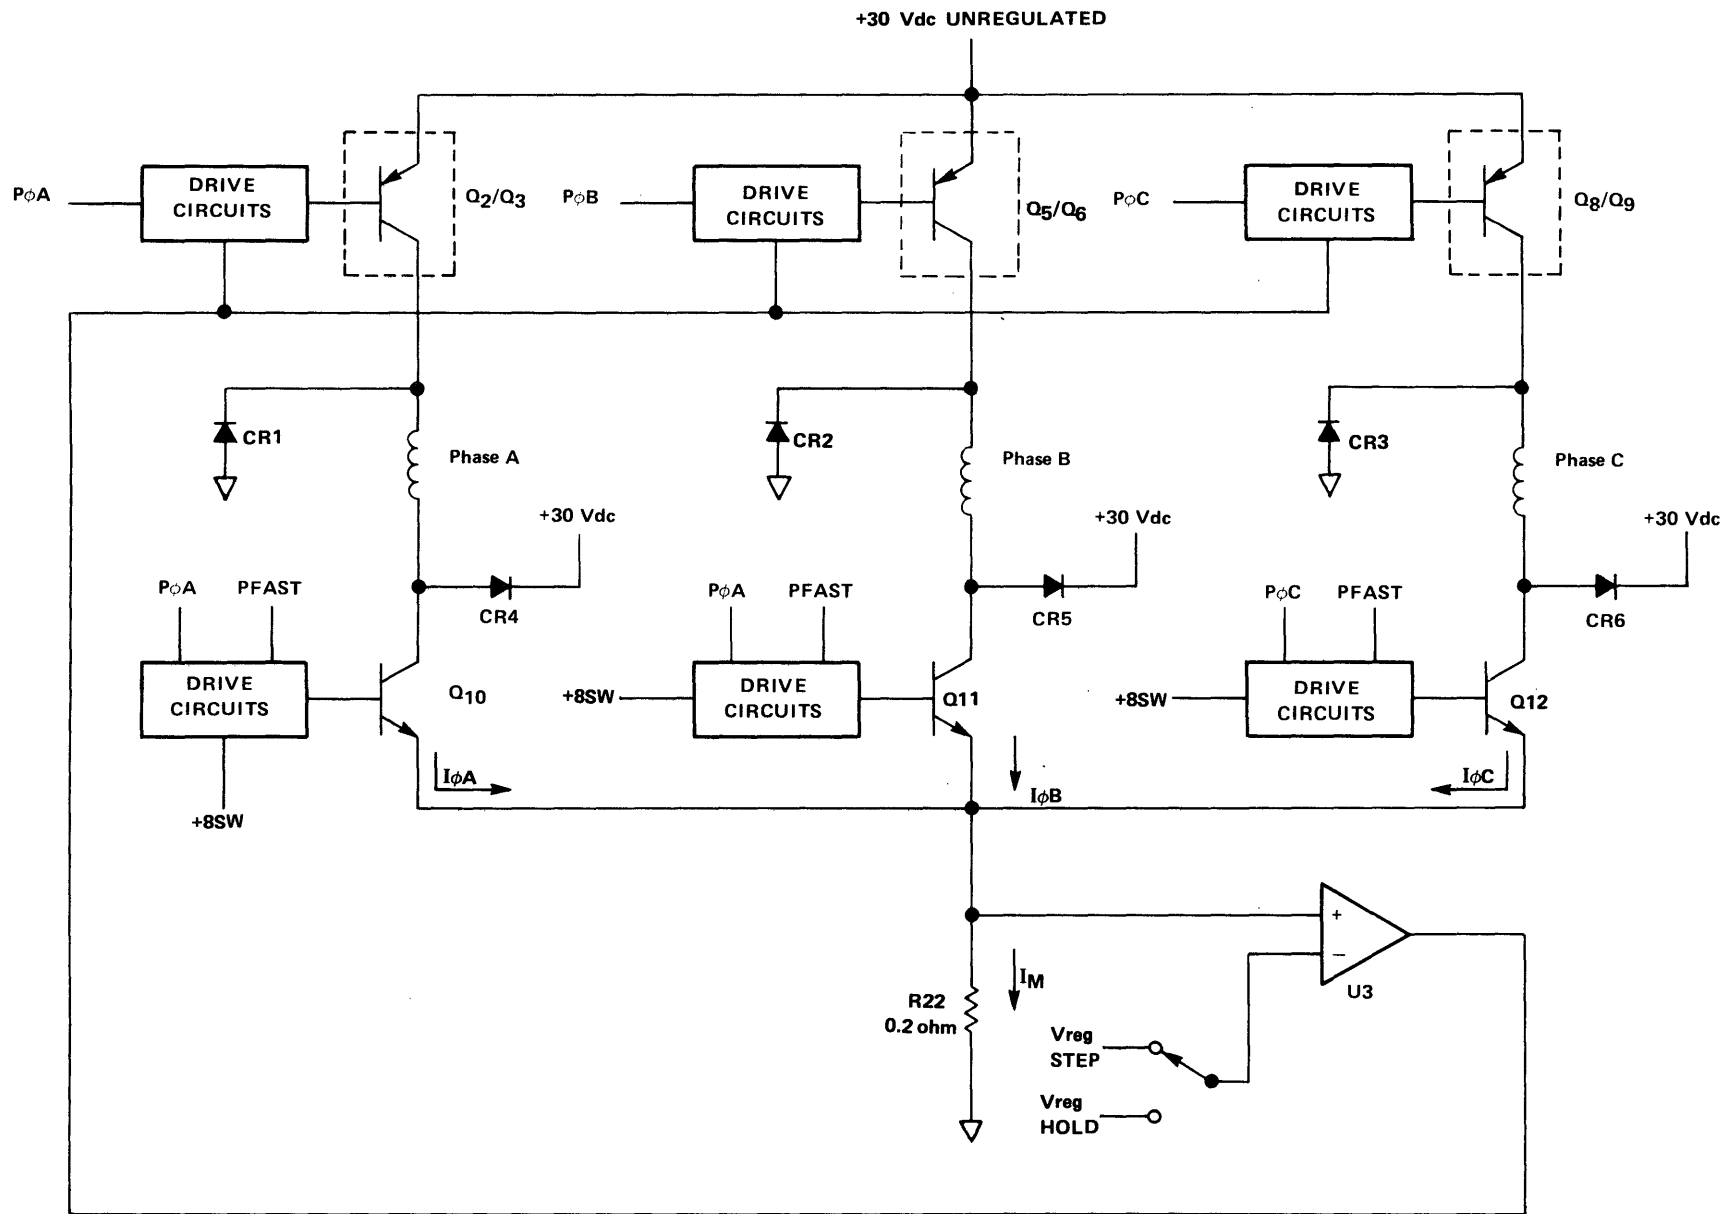 +30 Vdc UNREGULATED
PϕA
DRIVE
CIRCUITS
Q2/Q3
PϕB
DRIVE
CIRCUITS
Q5/Q6
PϕC
DRIVE
CIRCUITS
Q8/Q9
CR1
Phase A
CR2
Phase B
CR3
Phase C
+30 Vdc
+30 Vdc
+30 Vdc
PϕA
PFAST
CR4
PϕA
PFAST
CR5
PϕC
PFAST
CR6
DRIVE
CIRCUITS
Q10
+8SW
DRIVE
CIRCUITS
Q11
+8SW
DRIVE
CIRCUITS
Q12
IϕA
IϕB
IϕC
+8SW
+
−
U3
IM
R22
0.2 ohm
Vreg
STEP
Vreg
HOLD